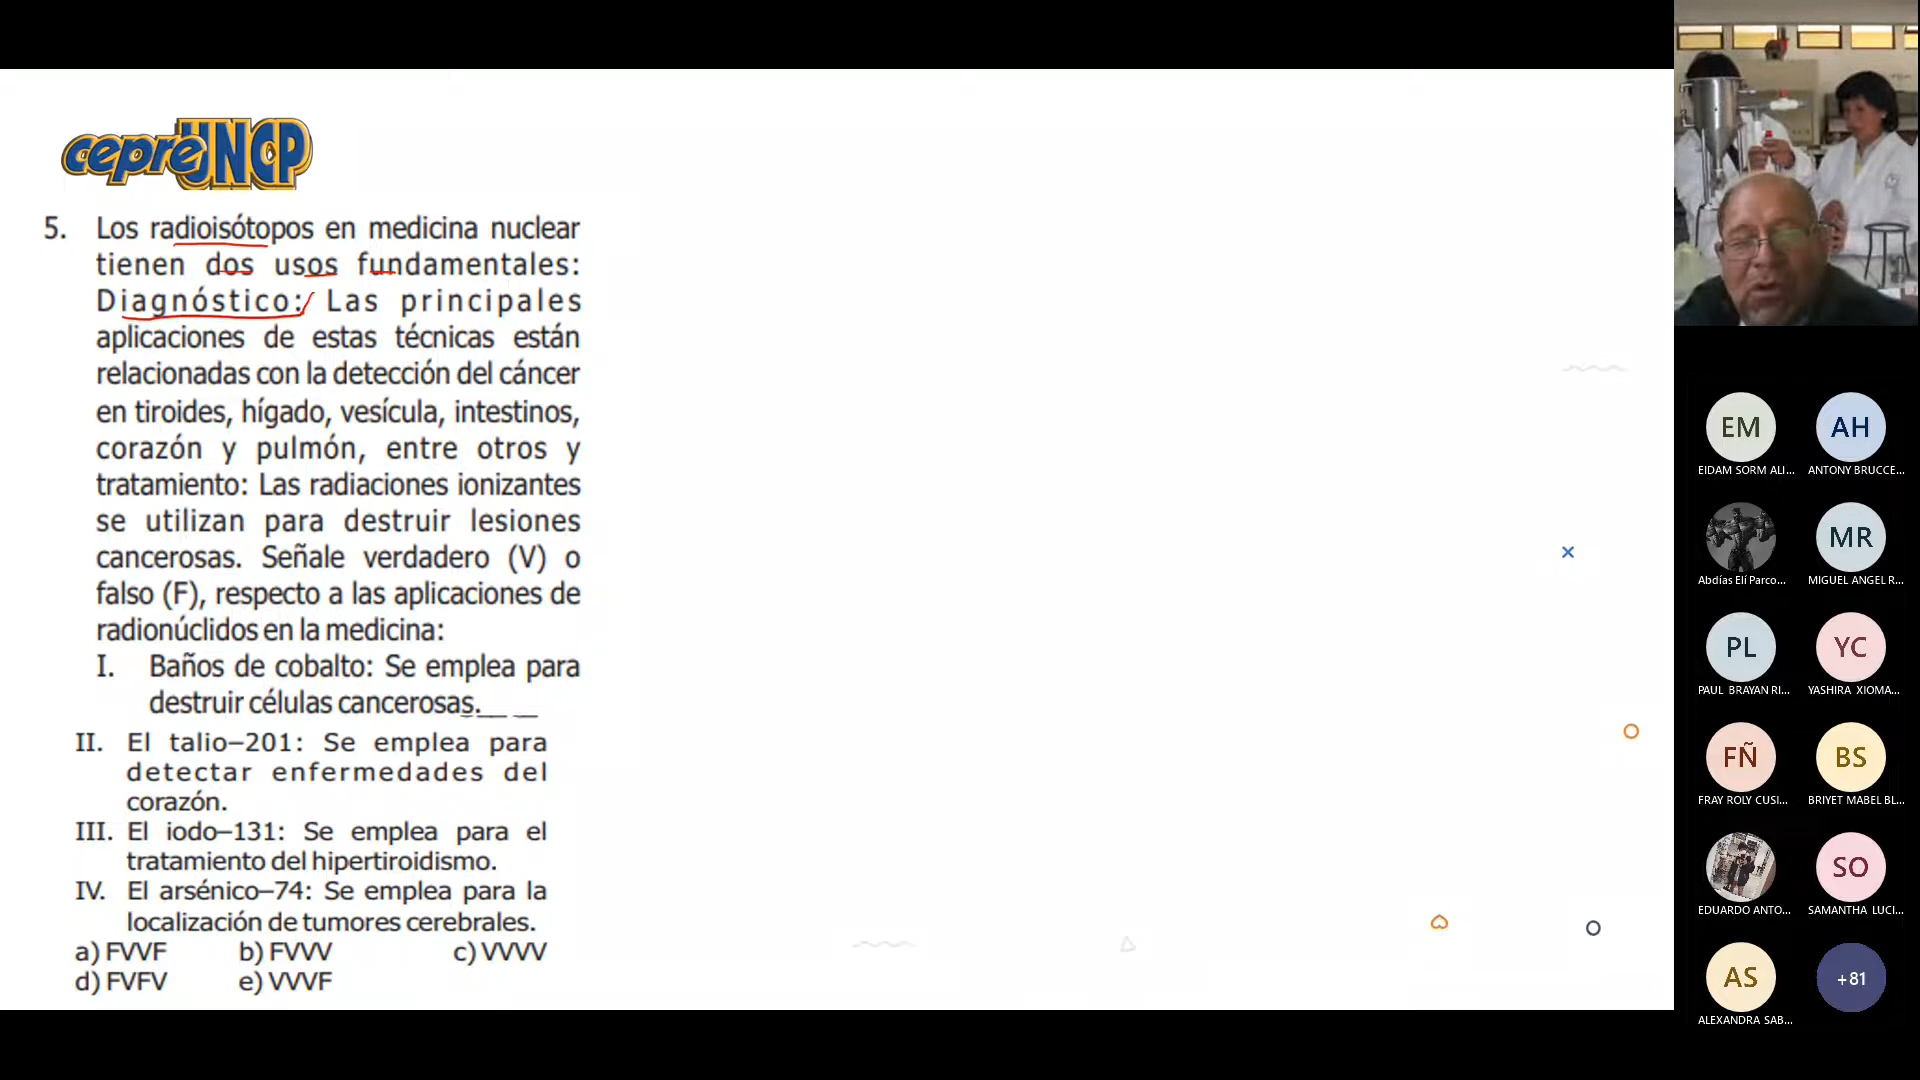 cepreUNCP
5. Los radioisótopos en medicina nuclear
tienen dos usos fundamentales:
Diagnóstico: Las principales
aplicaciones de estas técnicas están
relacionadas con la detección del cáncer
en tiroides, hígado, vesícula, intestinos,
corazón y pulmón, entre otros y
tratamiento: Las radiaciones ionizantes
se utilizan para destruir lesiones
cancerosas. Señale verdadero (V) o
falso (F), respecto a las aplicaciones de
radionúclidos en la medicina:
I. Baños de cobalto: Se emplea para
destruir células cancerosas.
II. El talio–201: Se emplea para
detectar enfermedades del
corazón.
III. El iodo–131: Se emplea para el
tratamiento del hipertiroidismo.
IV. El arsénico–74: Se emplea para la
localización de tumores cerebrales.
a) FVVF b) FVVV c) VVVV
d) FVFV e) VVVF
EM AH
EIDAM SORM ALI... ANTONY BRUCCE...
MR
Abdías Elí Parco... MIGUEL ANGEL R...
PL YC
PAUL BRAYAN RI... YASHIRA XIOMA...
FÑ BS
FRAY ROLY CUSI... BRIYET MABEL BL...
SO
EDUARDO ANTO... SAMANTHA LUCI...
AS +81
ALEXANDRA SAB...